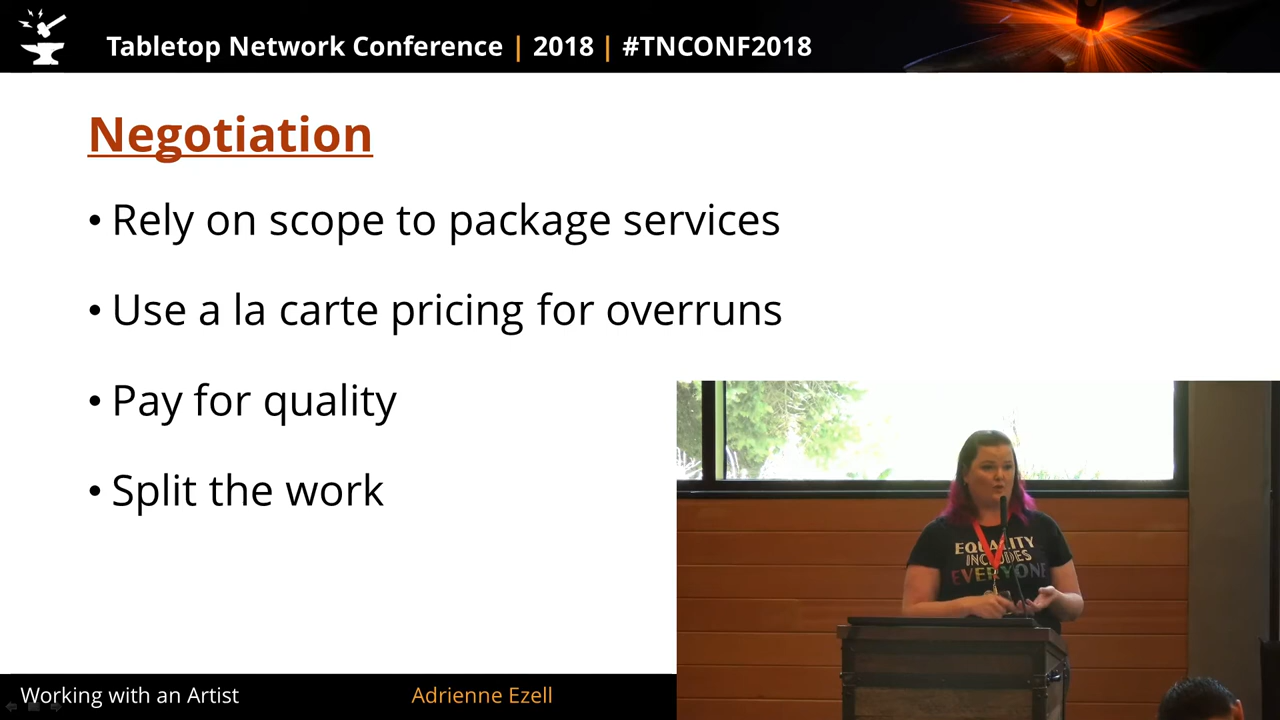 Tabletop Network Conference | 2018 | #TNCONF2018
Negotiation
• Rely on scope to package services
• Use a la carte pricing for overruns
• Pay for quality
• Split the work
EQUALITY
INCLUDES
EVERYONE
Working with an Artist
Adrienne Ezell